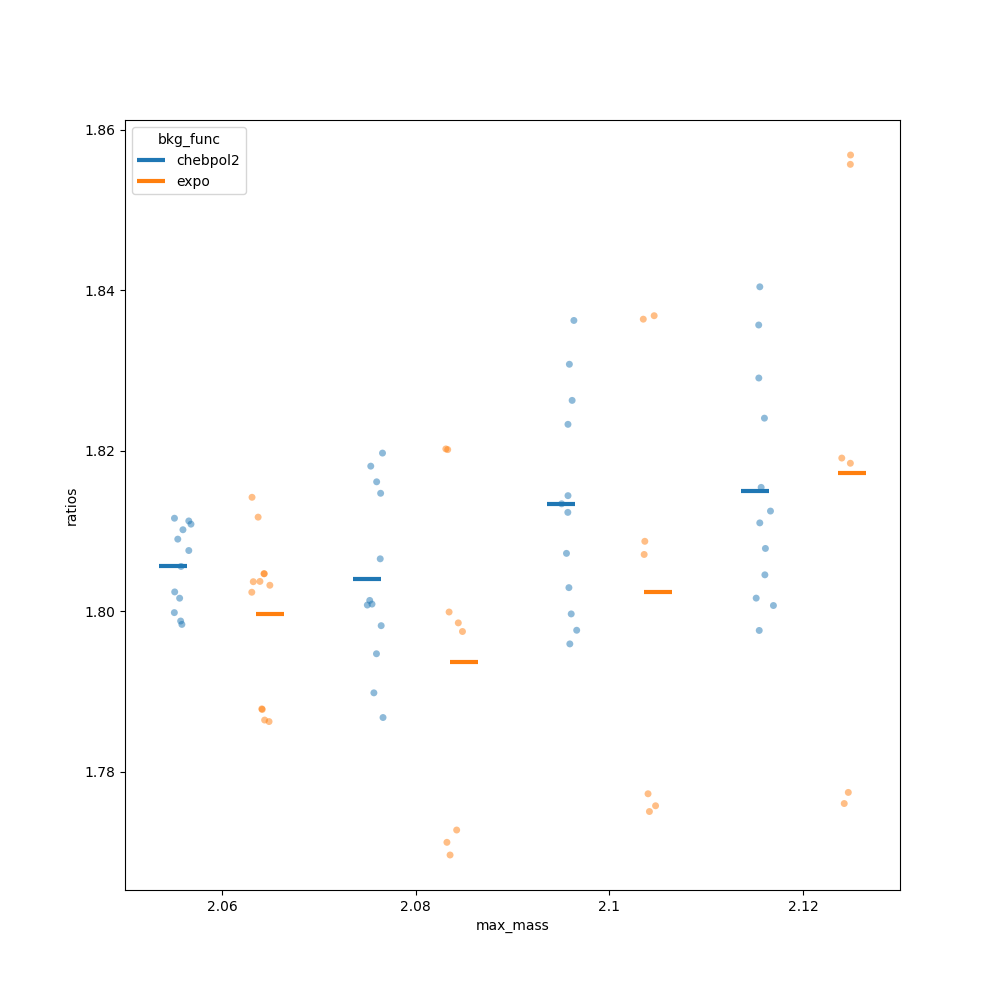 bkg_func
chebpol2
expo
1.86
1.84
1.82
1.80
1.78
ratios
2.06
2.08
2.1
2.12
max_mass